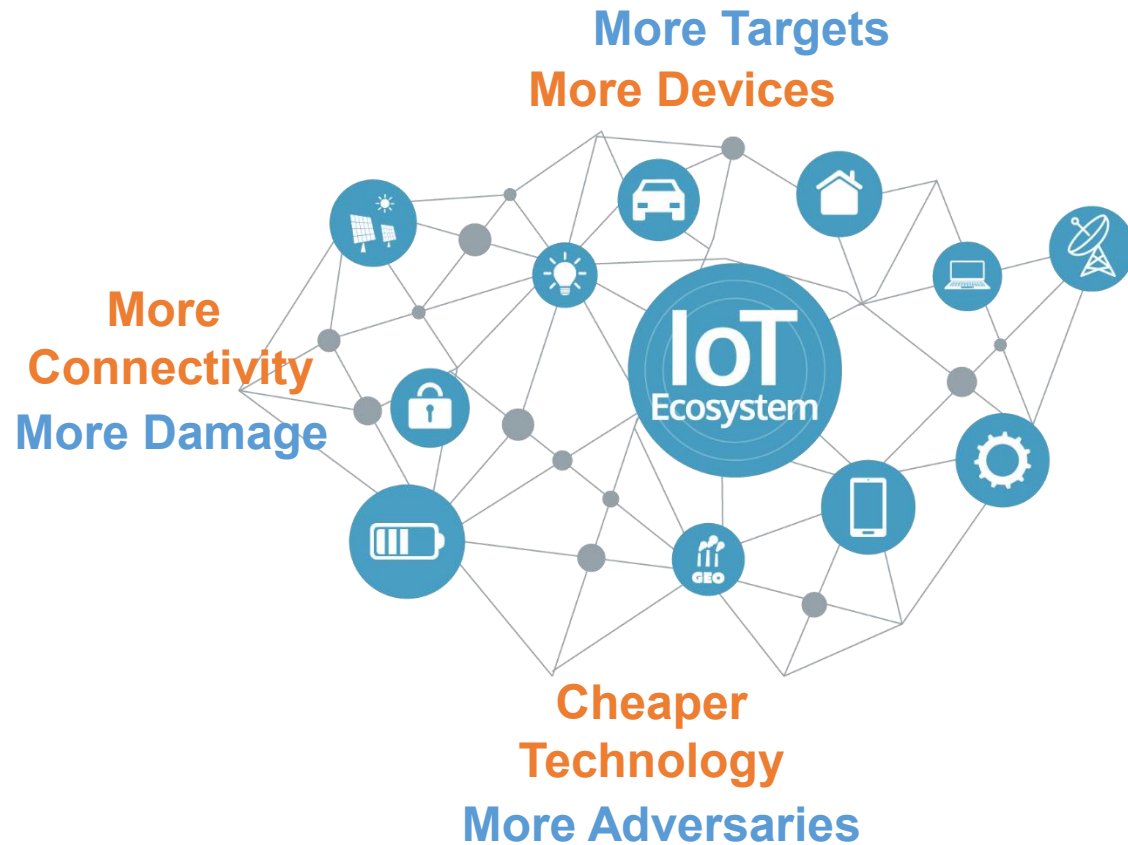 More Targets
More Devices
IoT
Ecosystem
More
Connectivity
More Damage
GEO
Cheaper
Technology
More Adversaries